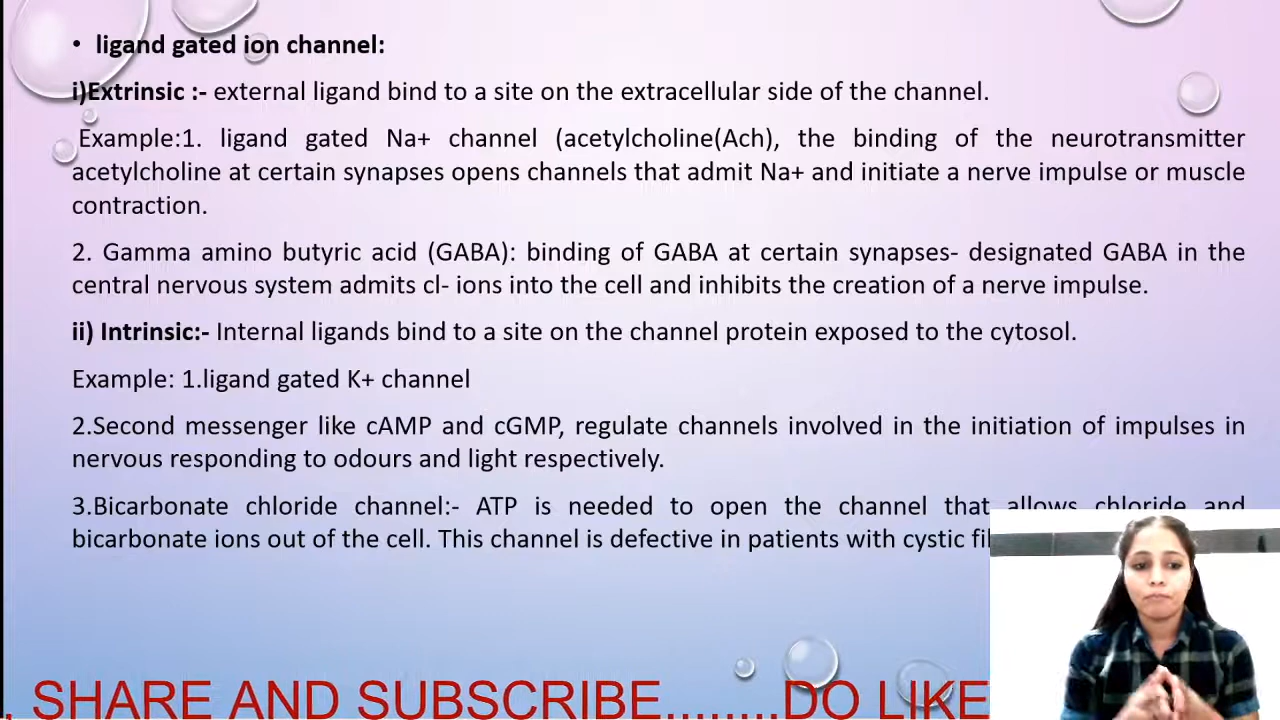 • ligand gated ion channel:
i)Extrinsic :- external ligand bind to a site on the extracellular side of the channel.
Example:1. ligand gated Na+ channel (acetylcholine(Ach), the binding of the neurotransmitter
acetylcholine at certain synapses opens channels that admit Na+ and initiate a nerve impulse or muscle
contraction.
2. Gamma amino butyric acid (GABA): binding of GABA at certain synapses- designated GABA in the
central nervous system admits cl- ions into the cell and inhibits the creation of a nerve impulse.
ii) Intrinsic:- Internal ligands bind to a site on the channel protein exposed to the cytosol.
Example: 1.ligand gated K+ channel
2.Second messenger like cAMP and cGMP, regulate channels involved in the initiation of impulses in
nervous responding to odours and light respectively.
3.Bicarbonate chloride channel:- ATP is needed to open the channel that allows chloride and
bicarbonate ions out of the cell. This channel is defective in patients with cystic
. SHARE AND SUBSCRIBE........DO LIKE